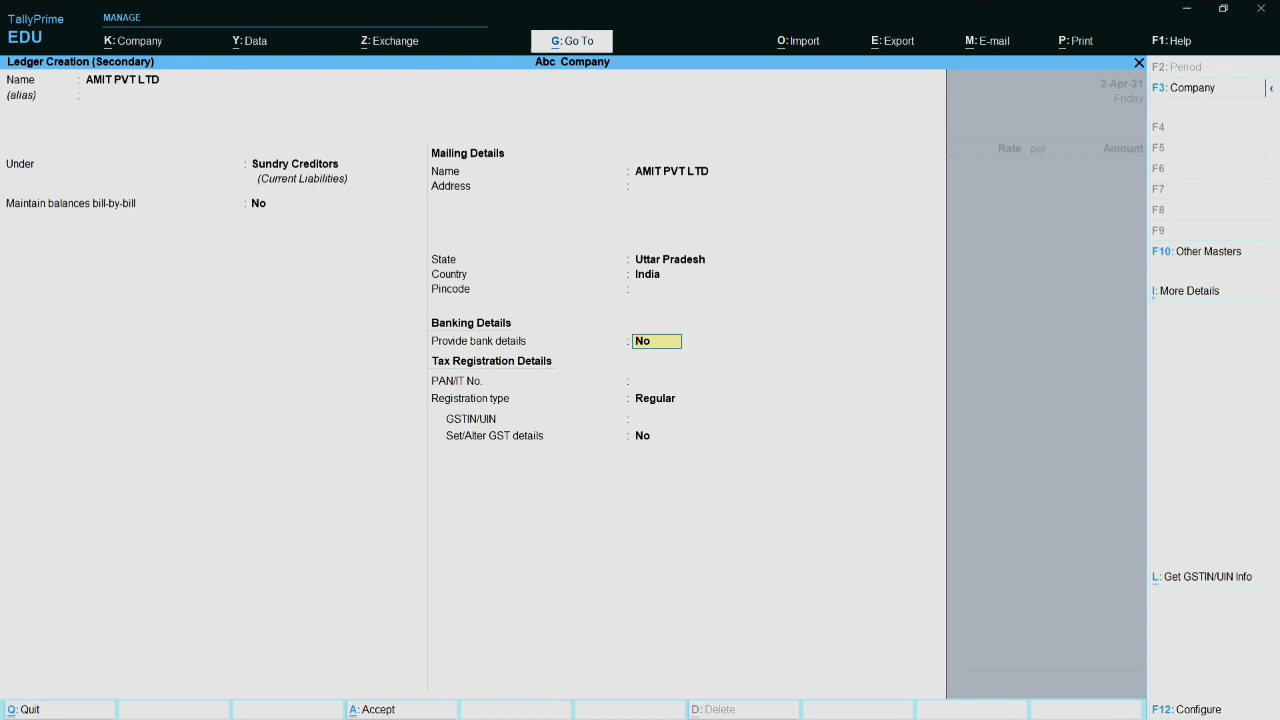 TallyPrime
EDU
MANAGE
K: Company
Y: Data
Z: Exchange
G: Go To
O: Import
E: Export
M: E-mail
P: Print
F1: Help
Ledger Creation (Secondary)
Abc Company
Name : AMIT PVT LTD
(alias) :
Under : Sundry Creditors
(Current Liabilities)
Maintain balances bill-by-bill : No
Mailing Details
Name : AMIT PVT LTD
Address :
State : Uttar Pradesh
Country : India
Pincode :
Banking Details
Provide bank details : No
Tax Registration Details
PAN/IT No. :
Registration type : Regular
GSTIN/UIN :
Set/Alter GST details : No
2-Apr-21
Friday
Rate per Amount
F2: Period
F3: Company
F4
F5
F6
F7
F8
F9
F10: Other Masters
I: More Details
L: Get GSTIN/UIN Info
F12: Configure
Q: Quit
A: Accept
D: Delete